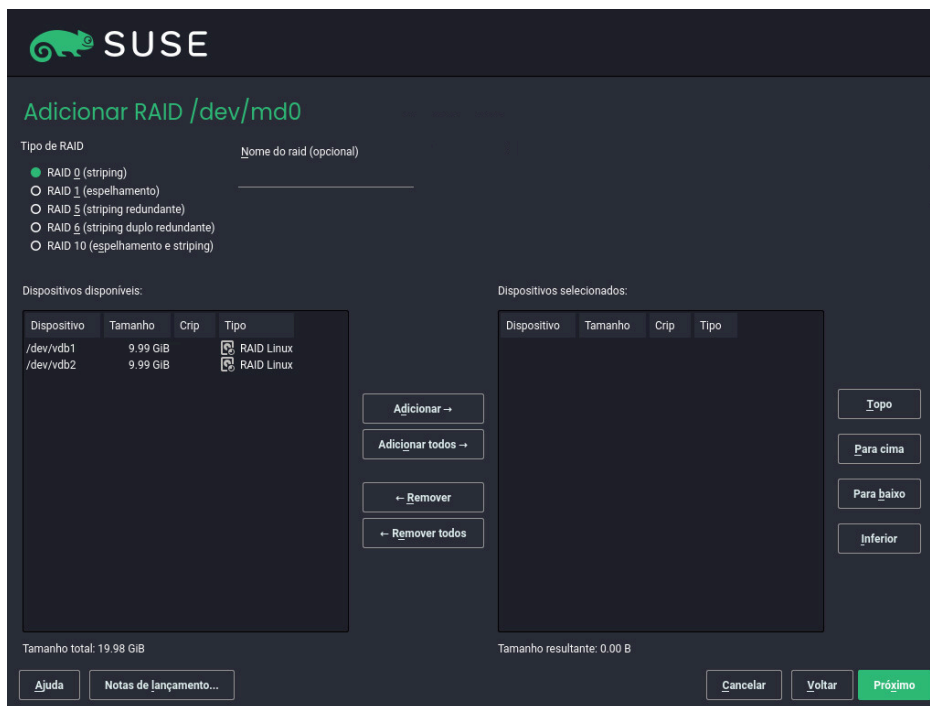 SUSE
Adicionar RAID /dev/md0
Tipo de RAID
Nome do raid (opcional)
RAID 0 (striping)
RAID 1 (espelhamento)
RAID 5 (striping redundante)
RAID 6 (striping duplo redundante)
RAID 10 (espelhamento e striping)
Dispositivos disponíveis:
Dispositivo Tamanho Crip Tipo
/dev/vdb1 9.99 GiB RAID Linux
/dev/vdb2 9.99 GiB RAID Linux
Tamanho total: 19.98 GiB
Adicionar →
Adicionar todos →
← Remover
← Remover todos
Dispositivos selecionados:
Dispositivo Tamanho Crip Tipo
Tamanho resultante: 0.00 B
Topo
Para cima
Para baixo
Inferior
Ajuda
Notas de lançamento...
Cancelar
Voltar
Próximo